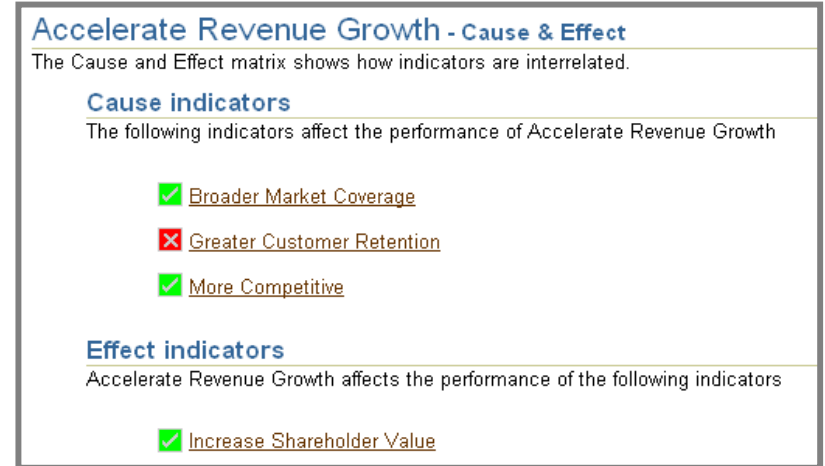 Accelerate Revenue Growth - Cause & Effect
The Cause and Effect matrix shows how indicators are interrelated.
Cause indicators
The following indicators affect the performance of Accelerate Revenue Growth
Broader Market Coverage
Greater Customer Retention
More Competitive
Effect indicators
Accelerate Revenue Growth affects the performance of the following indicators
Increase Shareholder Value